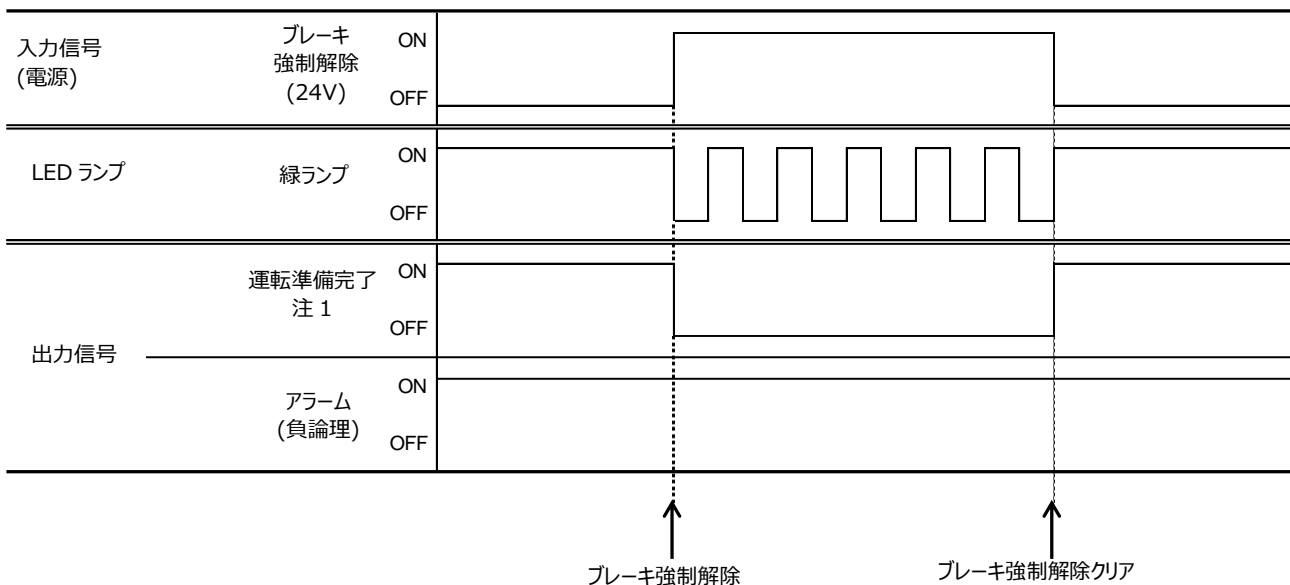 入力信号
(電源)
ブレーキ
強制解除
(24V)
ON
OFF
LED ランプ
緑ランプ
ON
OFF
出力信号
運転準備完了
注 1
ON
OFF
アラーム
(負論理)
ON
OFF
ブレーキ強制解除
ブレーキ強制解除クリア